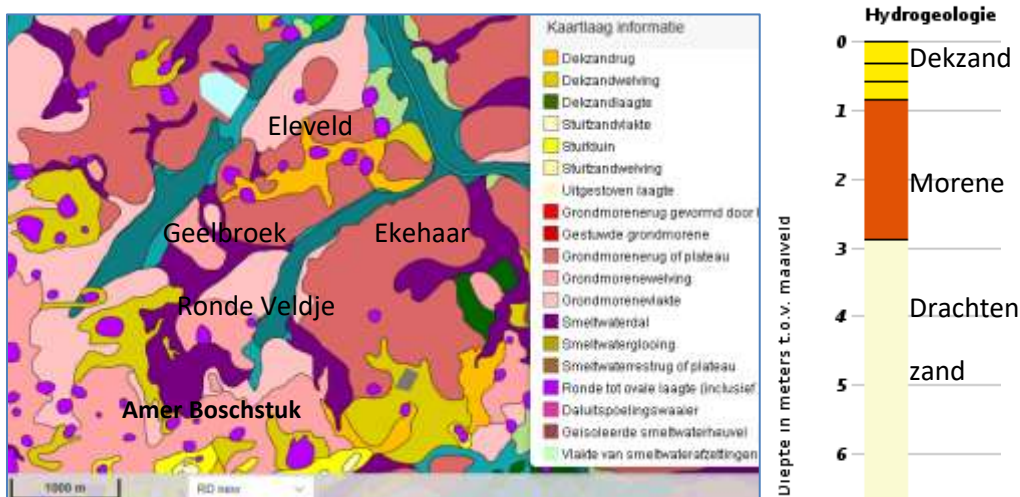 Kaartlaag informatie
Dekzandrug
Dekzandwelving
Dekzandlaagte
Stuifzandvlakte
Stuifduin
Stuifzandwelving
Uitgestoven laagte
Grondmorenerug gevormd door
Gestuwde grondmorene
Grondmorenerug of plateau
Grondmorenewelving
Grondmorenevlakte
Smeltwaterdal
Smeltwaterglooing
Smeltwaterrestrug of plateau
Ronde tot ovale laagte (inclusief
Daluitspoelingswaaier
Geïsoleerde smeltwaterheuvel
Vlakte van smeltwaterafzettingen
Eleveld
Geelbroek
Ekehaar
Ronde Veldje
Amer Boschstuk
1000 m
RD new
Hydrogeologie
Diepte in meters t.o.v. maaiveld
0
Dekzand
1
2
Morene
3
4
Drachten
zand
5
6